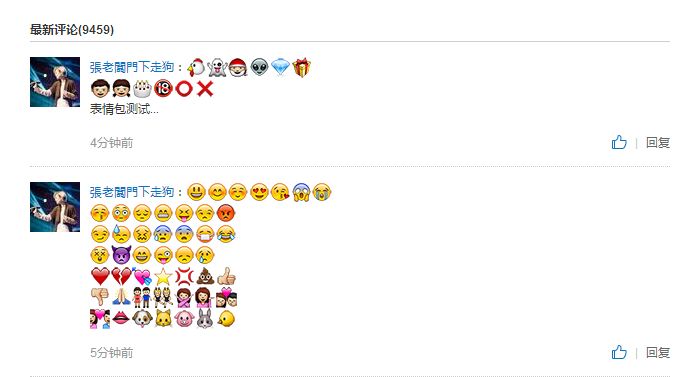 最新评论(9459)
張老闆門下走狗：🐔👻🎅👽💎🎁
👦👧🎂🔞⭕❌
表情包测试...
4分钟前
回复
張老闆門下走狗：😃😊☺😍😘😱😭
😚😳😔😁😝😒😡
😏😓😖😰😨😷😂
😲👿😄😜😞😢
❤💔💘⭐💢💩👍
👎🙏👫👯🙅💁💏
💑👄🐶🐱🐷🐰🐤
5分钟前
回复